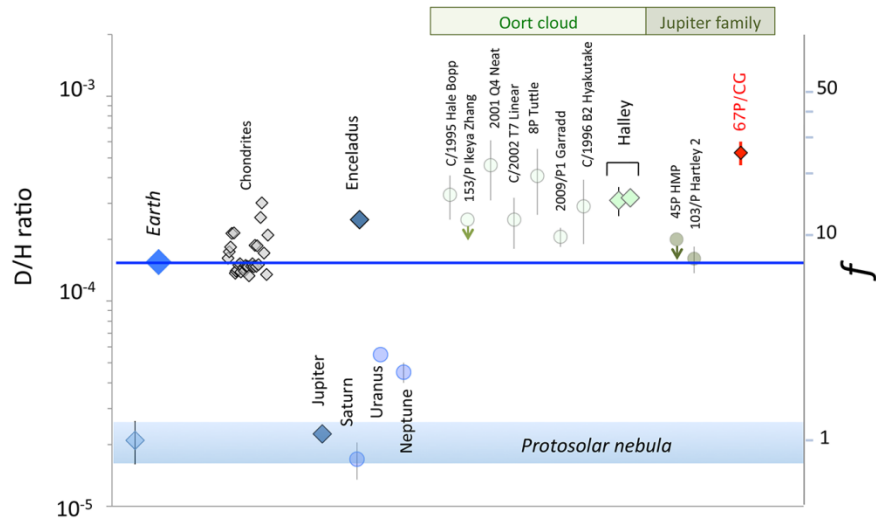 Oort cloud
Jupiter family
D/H ratio
10-3
10-4
10-5
Earth
Chondrites
Enceladus
Jupiter
Saturn
Uranus
Neptune
C/1995 Hale Bopp
153/P Ikeya Zhang
2001 Q4 Neat
C/2002 T7 Linear
8P Tuttle
2009/P1 Garradd
C/1996 B2 Hyakutake
Halley
45P HMP
103/P Hartley 2
67P/CG
Protosolar nebula
50
10
1
f